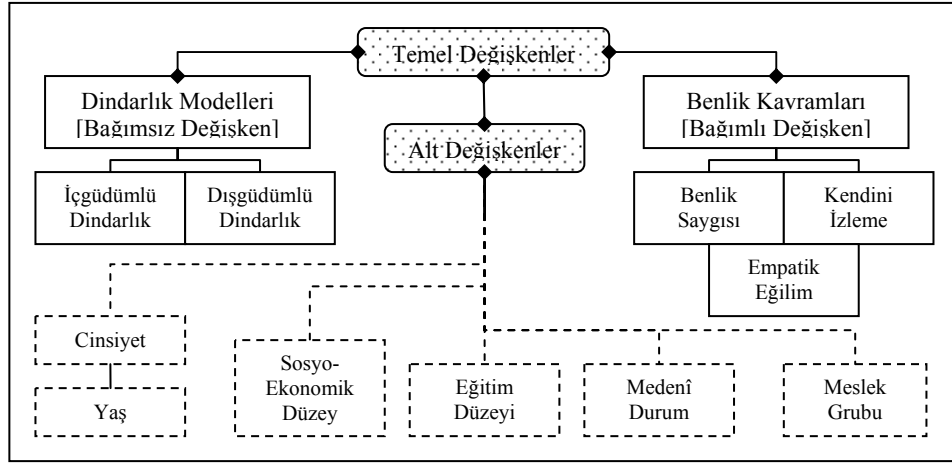 Temel Değişkenler
Dindarlık Modelleri
[Bağımsız Değişken]
Benlik Kavramları
[Bağımlı Değişken]
Alt Değişkenler
İçgüdümlü
Dindarlık
Dışgüdümlü
Dindarlık
Benlik
Saygısı
Kendini
İzleme
Empatik
Eğilim
Cinsiyet
Yaş
Sosyo-
Ekonomik
Düzey
Eğitim
Düzeyi
Medenî
Durum
Meslek
Grubu